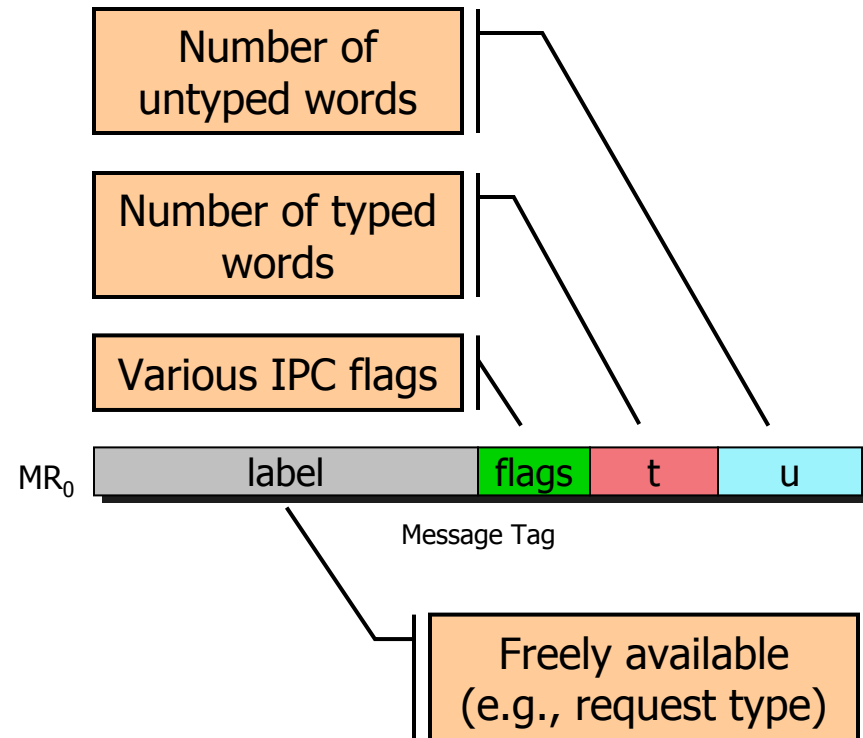 Number of
untyped words
Number of typed
words
Various IPC flags
MR₀ label flags t u
Message Tag
Freely available
(e.g., request type)